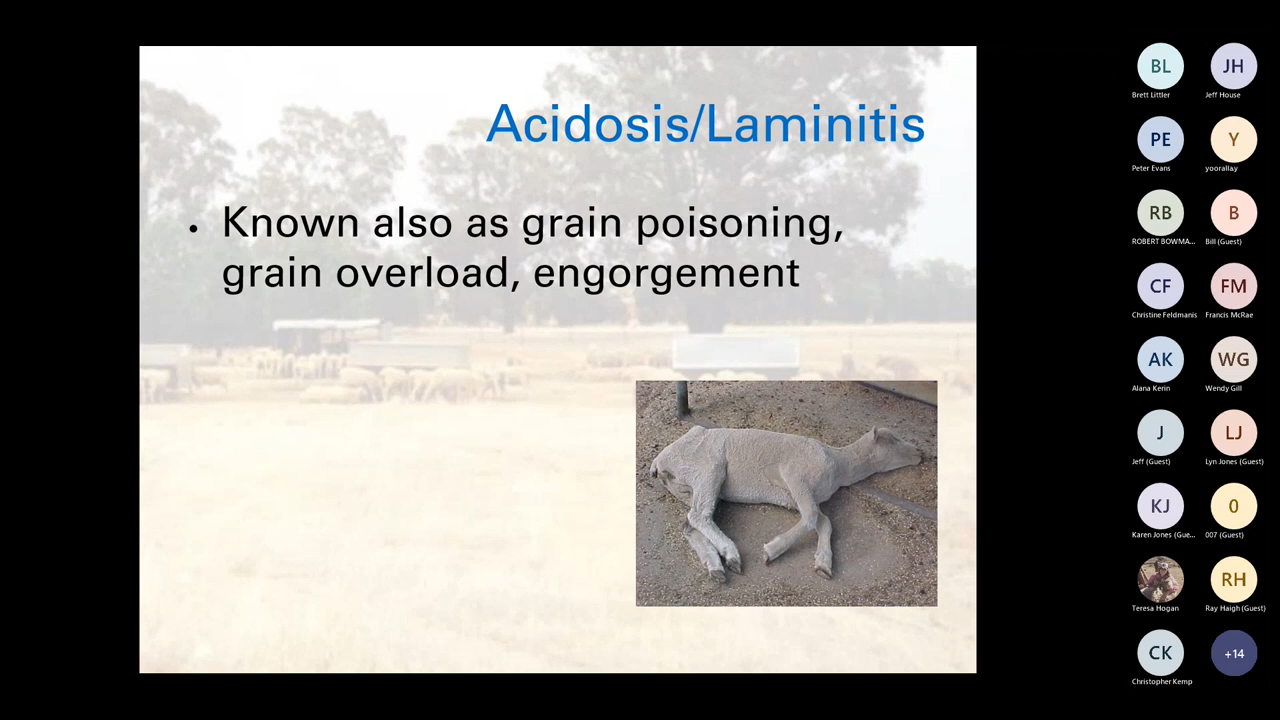 Acidosis/Laminitis
• Known also as grain poisoning,
grain overload, engorgement
BL
Brett Littler
JH
Jeff House
PE
Peter Evans
Y
yoorallay
RB
ROBERT BOWMA...
B
Bill (Guest)
CF
Christine Feldmanis
FM
Francis McRae
AK
Alana Kerin
WG
Wendy Gill
J
Jeff (Guest)
LJ
Lyn Jones (Guest)
KJ
Karen Jones (Gue...
0
007 (Guest)
Teresa Hogan
RH
Ray Haigh (Guest)
CK
Christopher Kemp
+14